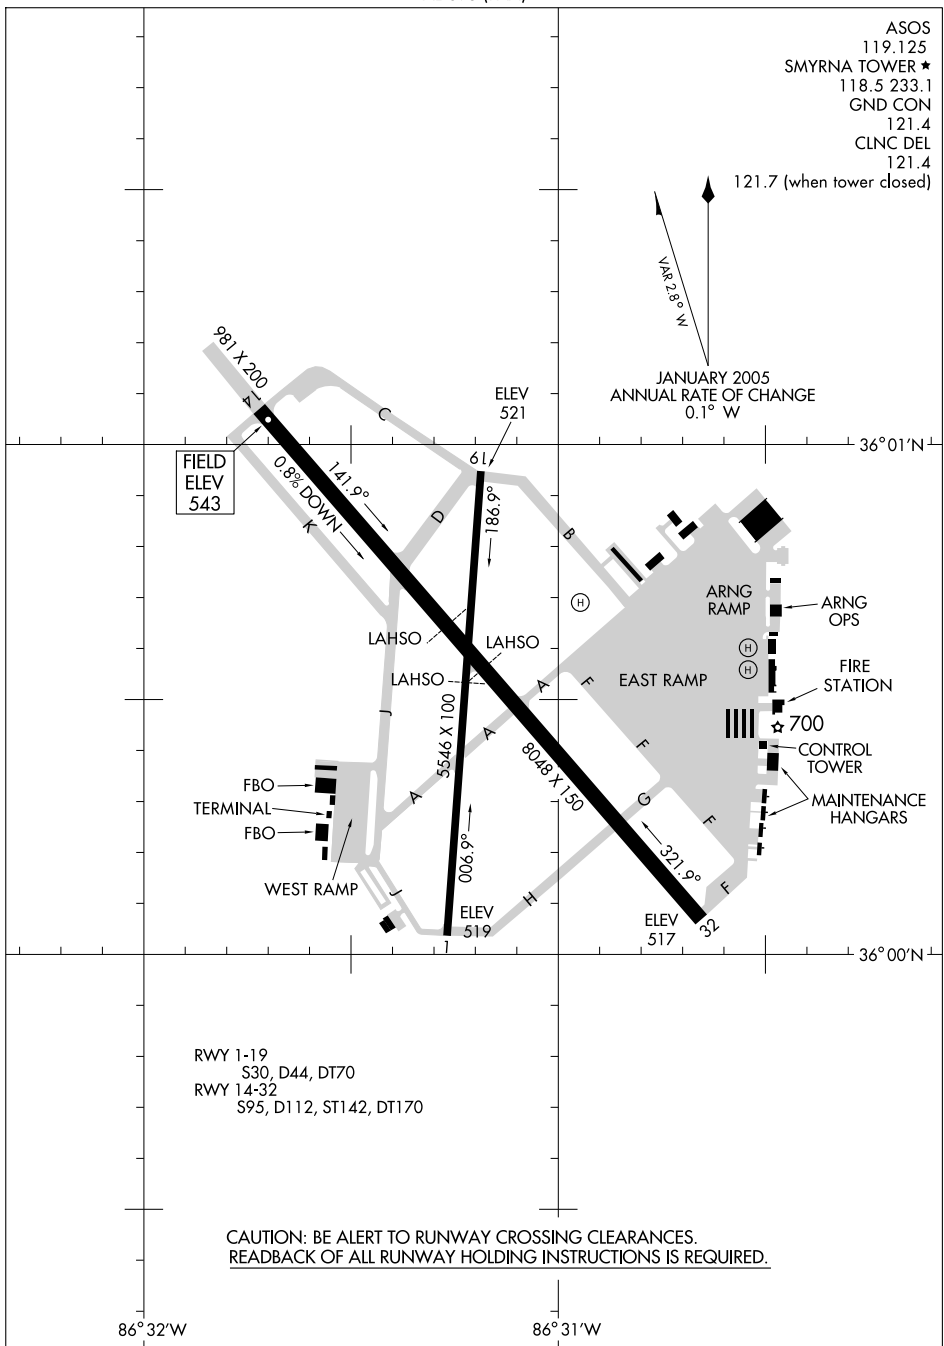 ASOS
119.125
SMYRNA TOWER ★
118.5 233.1
GND CON
121.4
CLNC DEL
121.4
121.7 (when tower closed)
VAR 2.8° W
JANUARY 2005
ANNUAL RATE OF CHANGE
0.1° W
981 X 200
14
C
ELEV
521
36°01'N
FIELD
ELEV
543
0.8% DOWN
141.9°
19
186.9°
K
D
B
H
ARNG
RAMP
ARNG
OPS
LAHSO
LAHSO
LAHSO
H
H
EAST RAMP
FIRE
STATION
700
A
F
J
5546 X 100
A
F
CONTROL
TOWER
8048 X 150
FBO
TERMINAL
FBO
A
G
F
MAINTENANCE
HANGARS
006.9°
321.9°
WEST RAMP
J
H
F
ELEV
519
ELEV
517
32
1
36°00'N
RWY 1-19
S30, D44, DT70
RWY 14-32
S95, D112, ST142, DT170
CAUTION: BE ALERT TO RUNWAY CROSSING CLEARANCES.
READBACK OF ALL RUNWAY HOLDING INSTRUCTIONS IS REQUIRED.
86°32'W
86°31'W